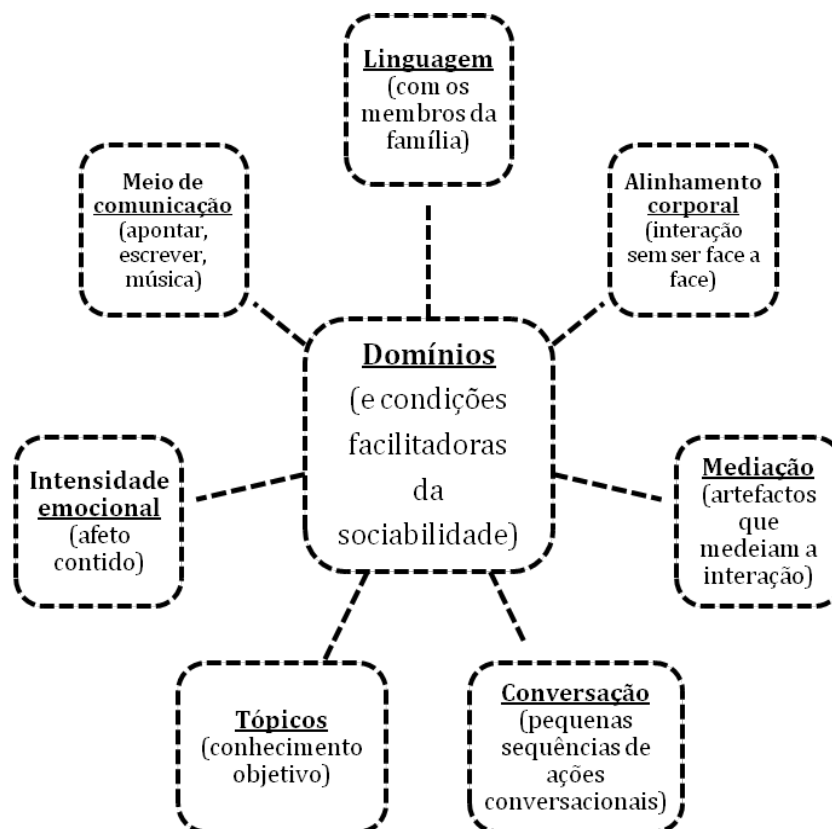 Linguagem
(com os
membros da
família)
Meio de
comunicação
(apontar,
escrever,
música)
Alinhamento
corporal
(interação
sem ser face a
face)
Domínios
(e condições
facilitadoras
da
sociabilidade)
Intensidade
emocional
(afeto
contido)
Mediação
(artefactos
que
medeiam a
interação)
Tópicos
(conhecimento
objetivo)
Conversação
(pequenas
sequências de
ações
conversacionais)